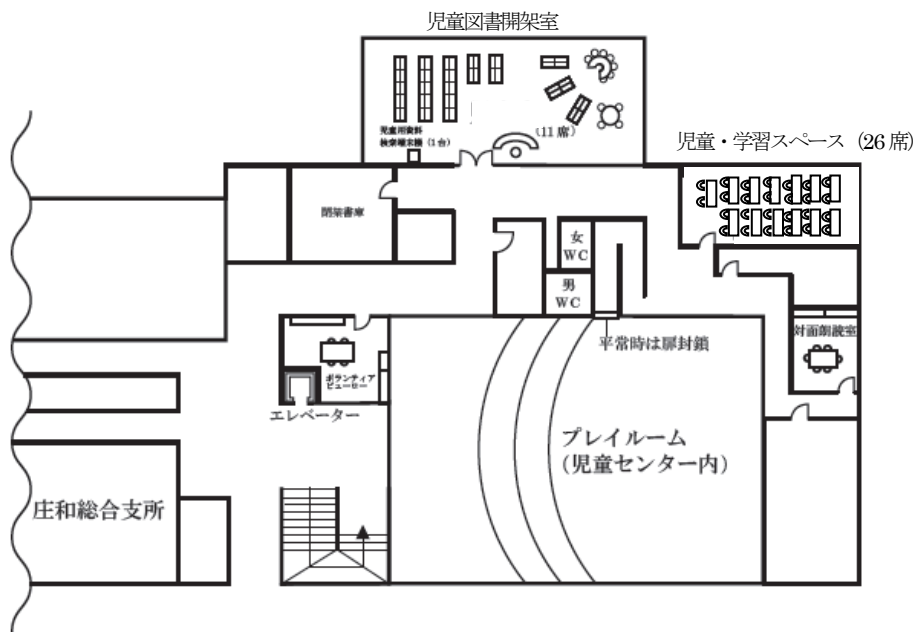 児童図書開架室
児童用資料
検索端末機（1台）
（11席）
児童・学習スペース（26席）
閉架書庫
女
WC
男
WC
平常時は扉封鎖
対面朗読室
ボランティア
ビューロー
エレベーター
プレイルーム
（児童センター内）
庄和総合支所